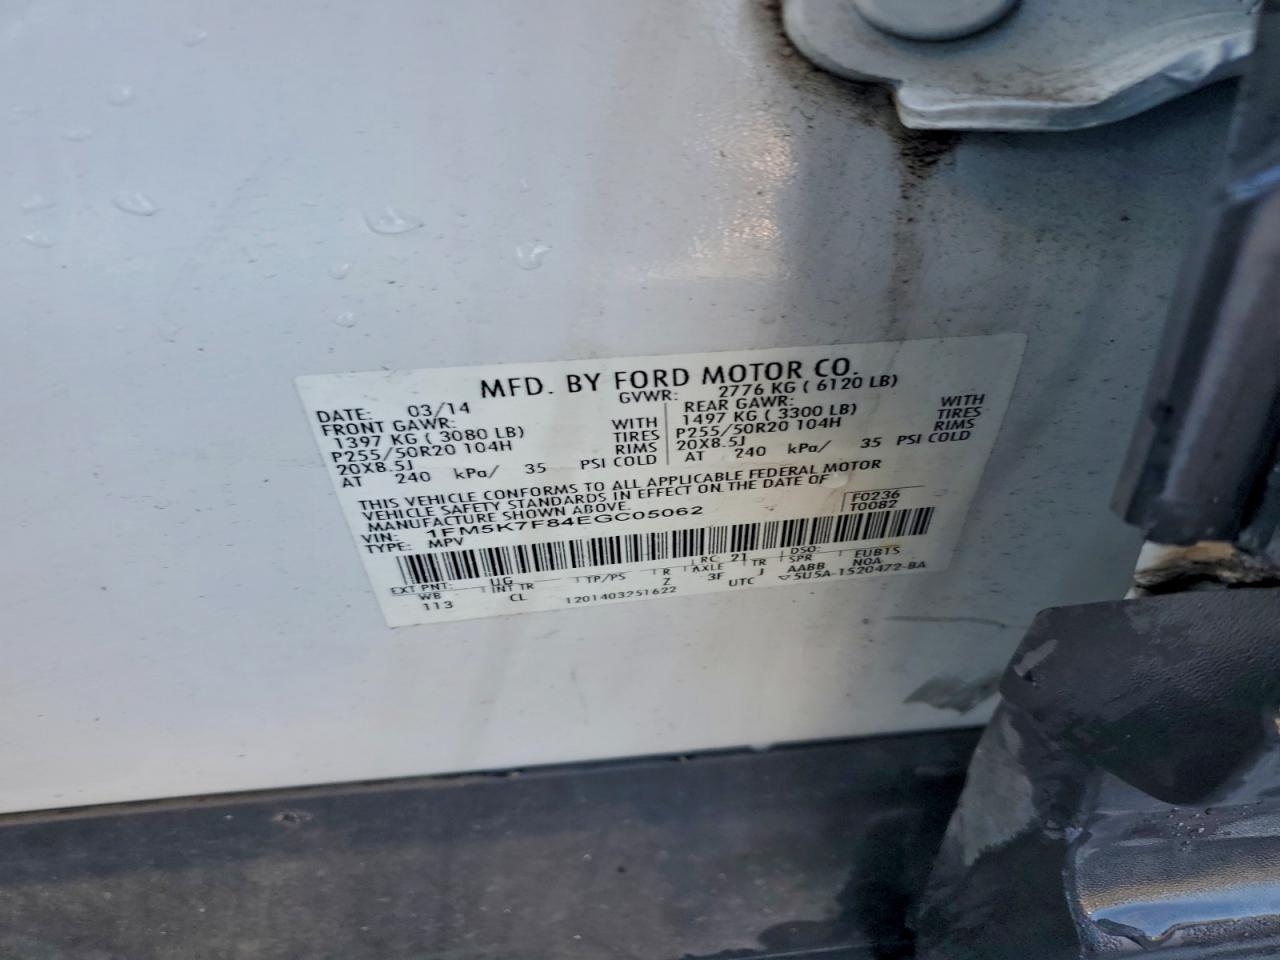 MFD. BY FORD MOTOR CO.
DATE: 03/14
GVWR: 2776 KG ( 6120 LB)
FRONT GAWR:
1397 KG ( 3080 LB) WITH
P255/50R20 104H TIRES
20X8.5J RIMS
AT 240 kPa/ 35 PSI COLD
REAR GAWR: WITH
1497 KG ( 3300 LB) TIRES
P255/50R20 104H RIMS
20X8.5J
AT 240 kPa/ 35 PSI COLD
THIS VEHICLE CONFORMS TO ALL APPLICABLE FEDERAL MOTOR
VEHICLE SAFETY STANDARDS IN EFFECT ON THE DATE OF
MANUFACTURE SHOWN ABOVE.
VIN: 1FM5K7F84EGC05062
TYPE: MPV
F0236
T0082
EXT PNT: UG RC: 21 DSO:
WB INT TR TP/PS R AXLE TR SPR EUB1S
113 CL Z 3F J AABB NOA
1201403251622 UTC 5U5A-1520472-BA